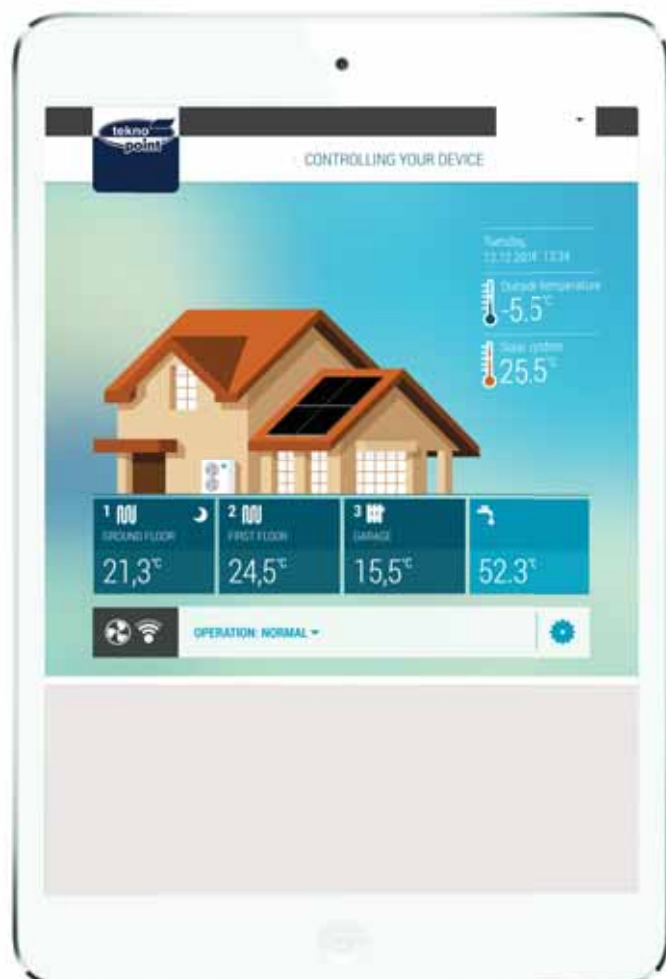 tekno
point
CONTROLLING YOUR DEVICE
Tuesday,
Outside temperature
-5.5°C
Solar system
25.5°C
1
GROUND FLOOR
21,3°C
2
FIRST FLOOR
24,5°C
3
GARAGE
15,5°C
52.3°C
OPERATION: NORMAL